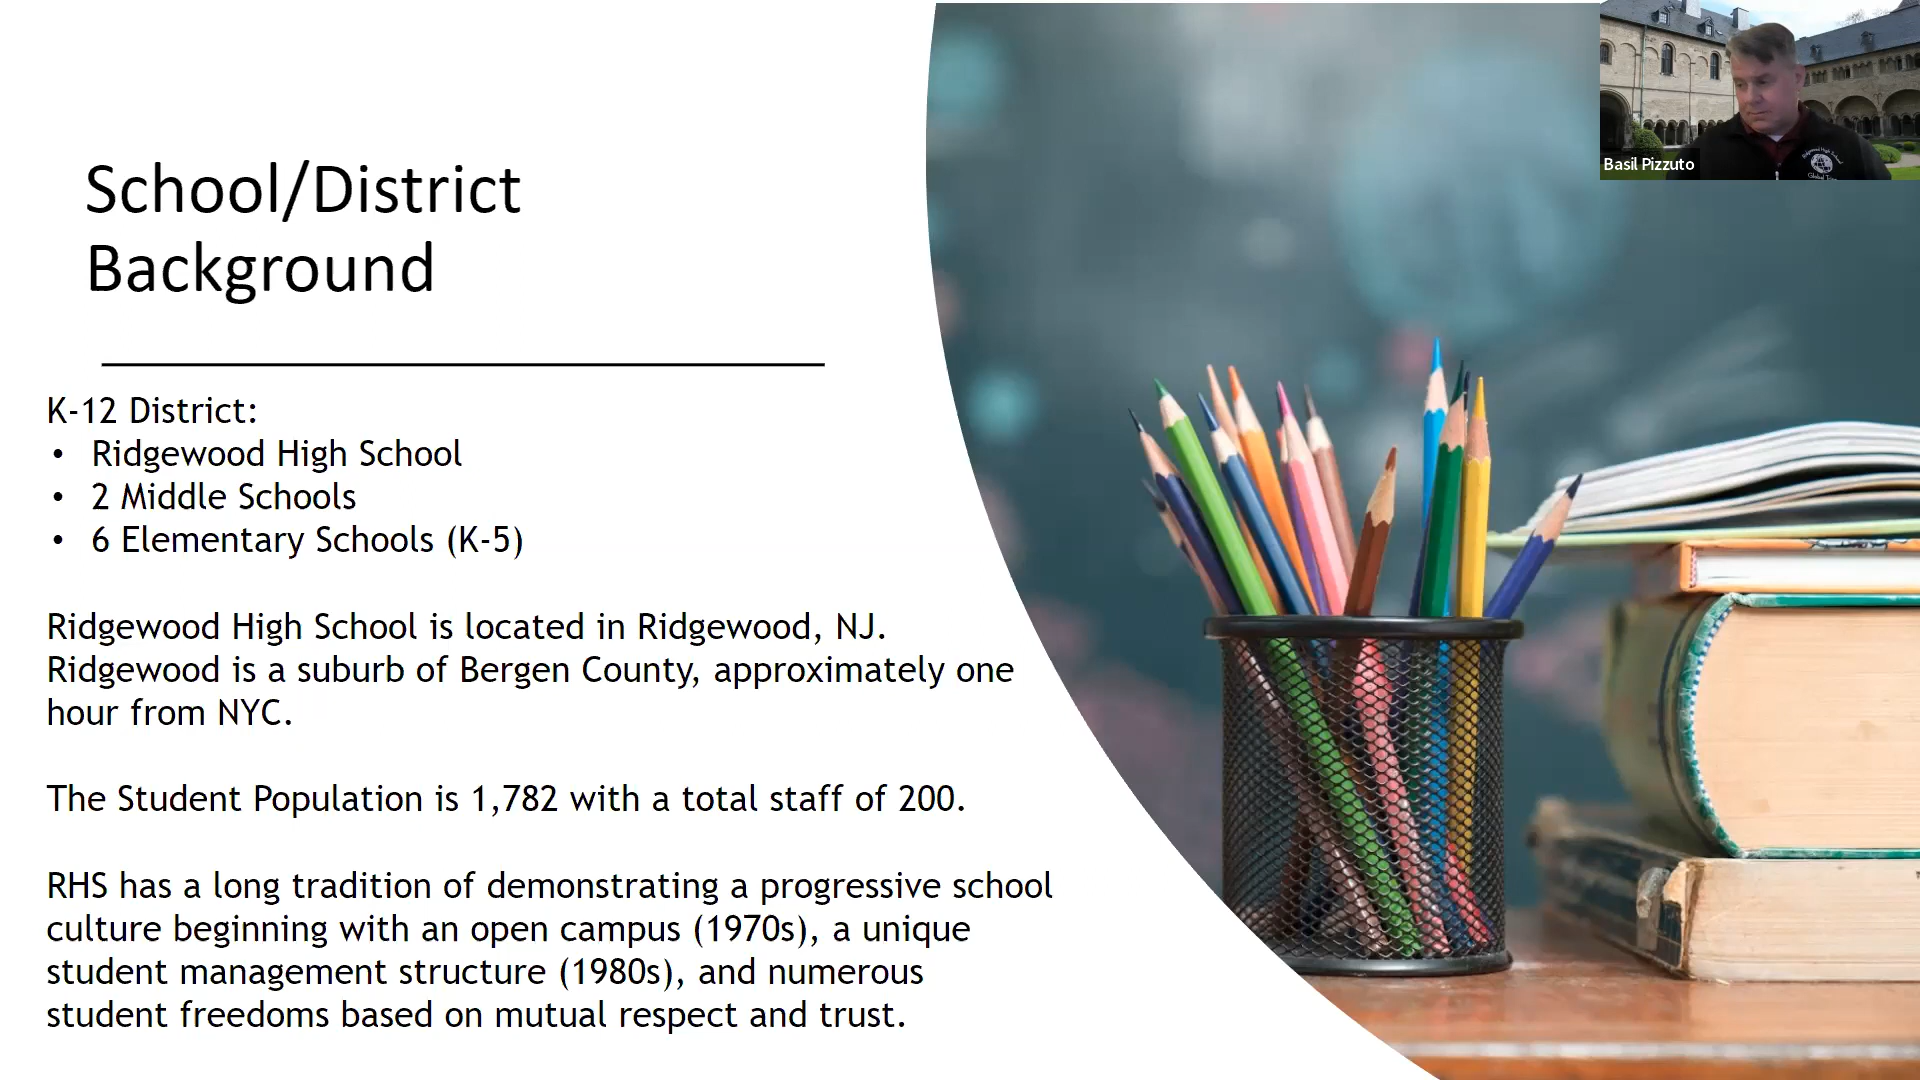 School/District
Background
K-12 District:
• Ridgewood High School
• 2 Middle Schools
• 6 Elementary Schools (K-5)
Ridgewood High School is located in Ridgewood, NJ.
Ridgewood is a suburb of Bergen County, approximately one
hour from NYC.
The Student Population is 1,782 with a total staff of 200.
RHS has a long tradition of demonstrating a progressive school
culture beginning with an open campus (1970s), a unique
student management structure (1980s), and numerous
student freedoms based on mutual respect and trust.
Basil Pizzuto
Ridgewood High School